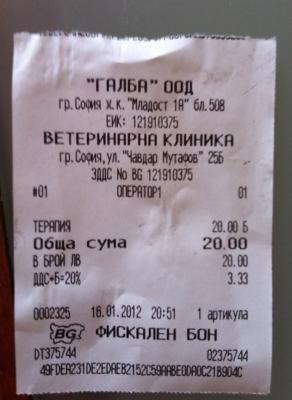 "ГАЛБА" ООД
гр.София ж.к. "Младост 1А" бл.508
ЕИК: 121910375
ВЕТЕРИНАРНА КЛИНИКА
гр.София,ул."Чавдар Мутафов" 25Б
ЗДДС No BG 121910375
#01 ОПЕРАТОР1 01
ТЕРАПИЯ 20.00 Б
Обща сума 20.00
В БРОЙ ЛВ 20.00
ДДС+Б=20% 3.33
0002325 16.01.2012 20:51 1 артикула
BG ФИСКАЛЕН БОН
DT375744 02375744